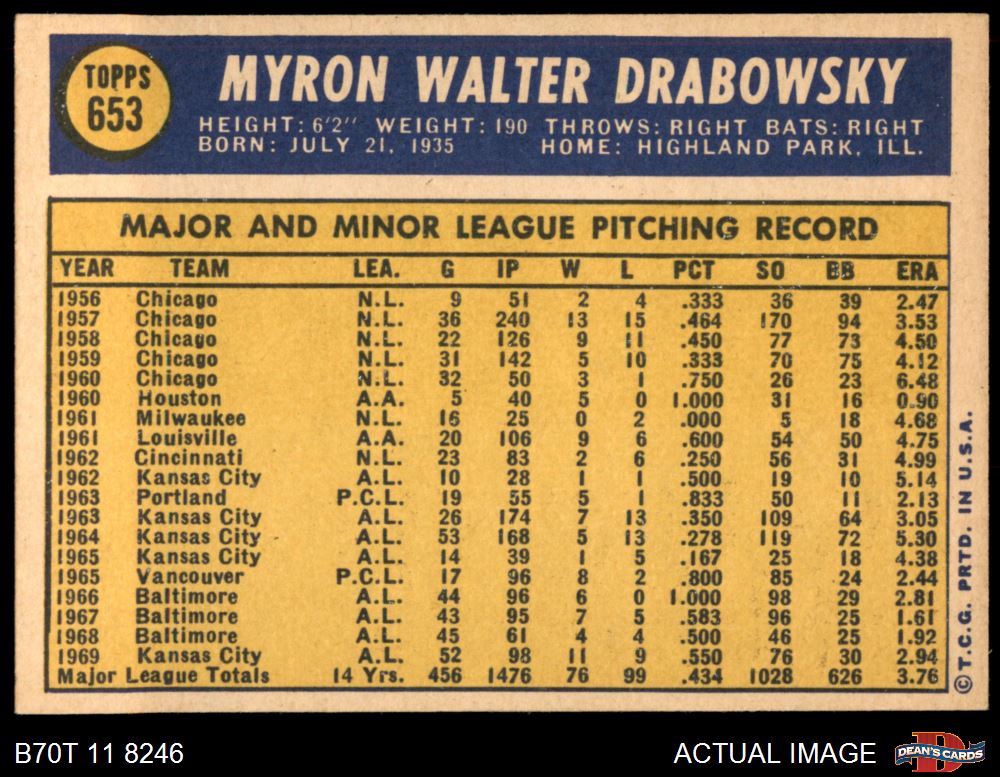 TOPPS
653
MYRON WALTER DRABOWSKY
HEIGHT: 6'2" WEIGHT: 190 THROWS: RIGHT BATS: RIGHT
BORN: JULY 21, 1935 HOME: HIGHLAND PARK, ILL.
MAJOR AND MINOR LEAGUE PITCHING RECORD
YEAR TEAM LEA. G IP W L PCT SO BB ERA
1956 Chicago N.L. 9 51 2 4 .333 36 39 2.47
1957 Chicago N.L. 36 240 13 15 .464 170 94 3.53
1958 Chicago N.L. 22 126 9 11 .450 77 73 4.50
1959 Chicago N.L. 31 142 5 10 .333 70 75 4.12
1960 Chicago N.L. 32 50 3 1 .750 26 23 6.48
1960 Houston A.A. 5 40 5 0 1.000 31 16 0.90
1961 Milwaukee N.L. 16 25 0 2 .000 5 18 4.68
1961 Louisville A.A. 20 106 9 6 .600 54 50 4.75
1962 Cincinnati N.L. 23 83 2 6 .250 56 31 4.99
1962 Kansas City A.L. 10 28 1 1 .500 19 10 5.14
1963 Portland P.C.L. 19 55 5 1 .833 50 11 2.13
1963 Kansas City A.L. 26 174 7 13 .350 109 64 3.05
1964 Kansas City A.L. 53 168 5 13 .278 119 72 5.30
1965 Kansas City A.L. 14 39 1 5 .167 25 18 4.38
1965 Vancouver P.C.L. 17 96 8 2 .800 85 24 2.44
1966 Baltimore A.L. 44 96 6 0 1.000 98 29 2.81
1967 Baltimore A.L. 43 95 7 5 .583 96 25 1.61
1968 Baltimore A.L. 45 61 4 4 .500 46 25 1.92
1969 Kansas City A.L. 52 98 11 9 .550 76 30 2.94
Major League Totals 14 Yrs. 456 1476 76 99 .434 1028 626 3.76
© T.C.G. PRTD. IN U.S.A.
B70T 11 8246
ACTUAL IMAGE
DEAN'S CARDS